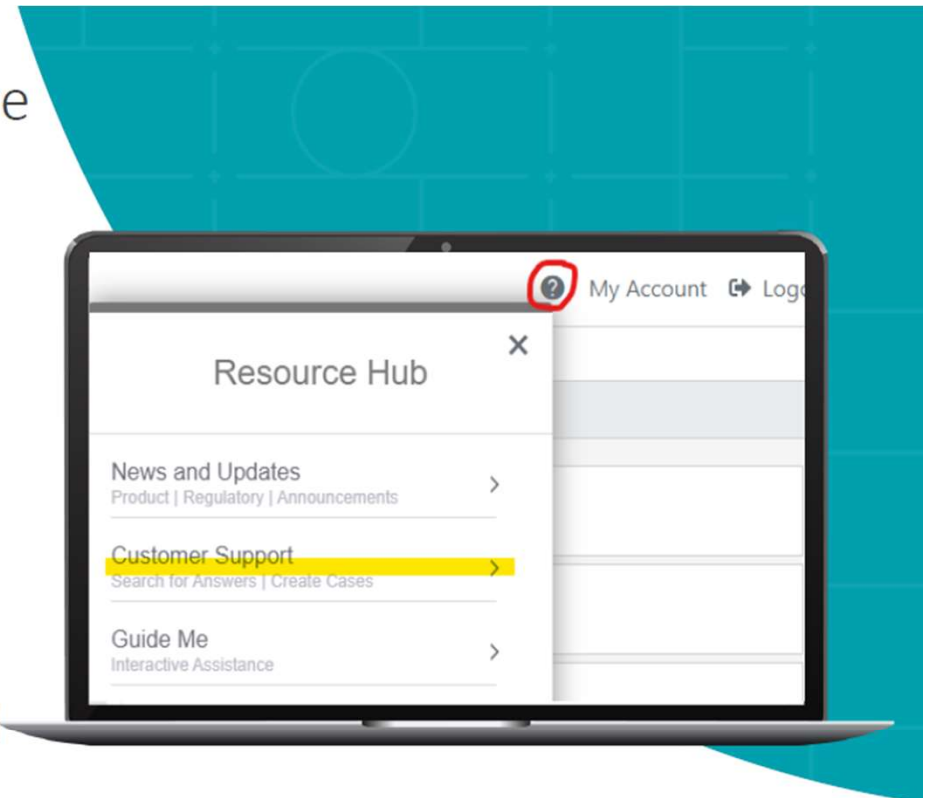 e
? My Account Logo
Resource Hub
News and Updates
Product | Regulatory | Announcements
Customer Support
Search for Answers | Create Cases
Guide Me
Interactive Assistance